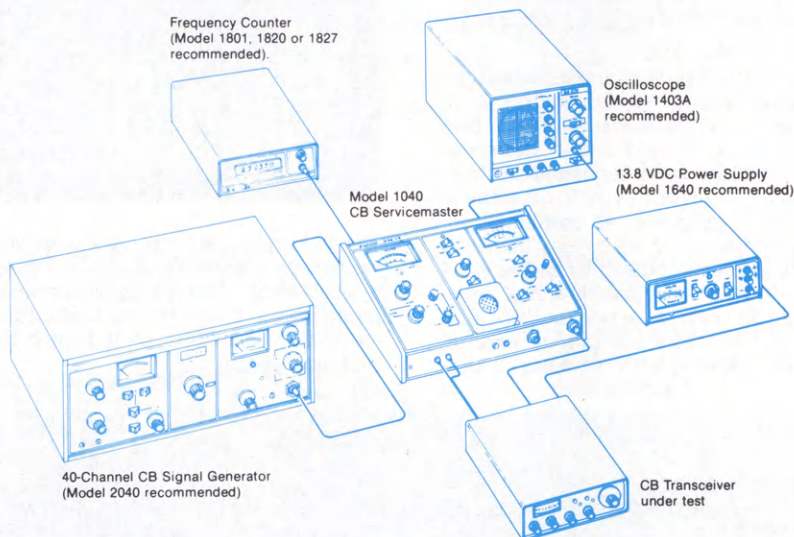 Frequency Counter
(Model 1801, 1820 or 1827
recommended).
Oscilloscope
(Model 1403A
recommended)
13.8 VDC Power Supply
(Model 1640 recommended)
Model 1040
CB Servicemaster
40-Channel CB Signal Generator
(Model 2040 recommended)
CB Transceiver
under test